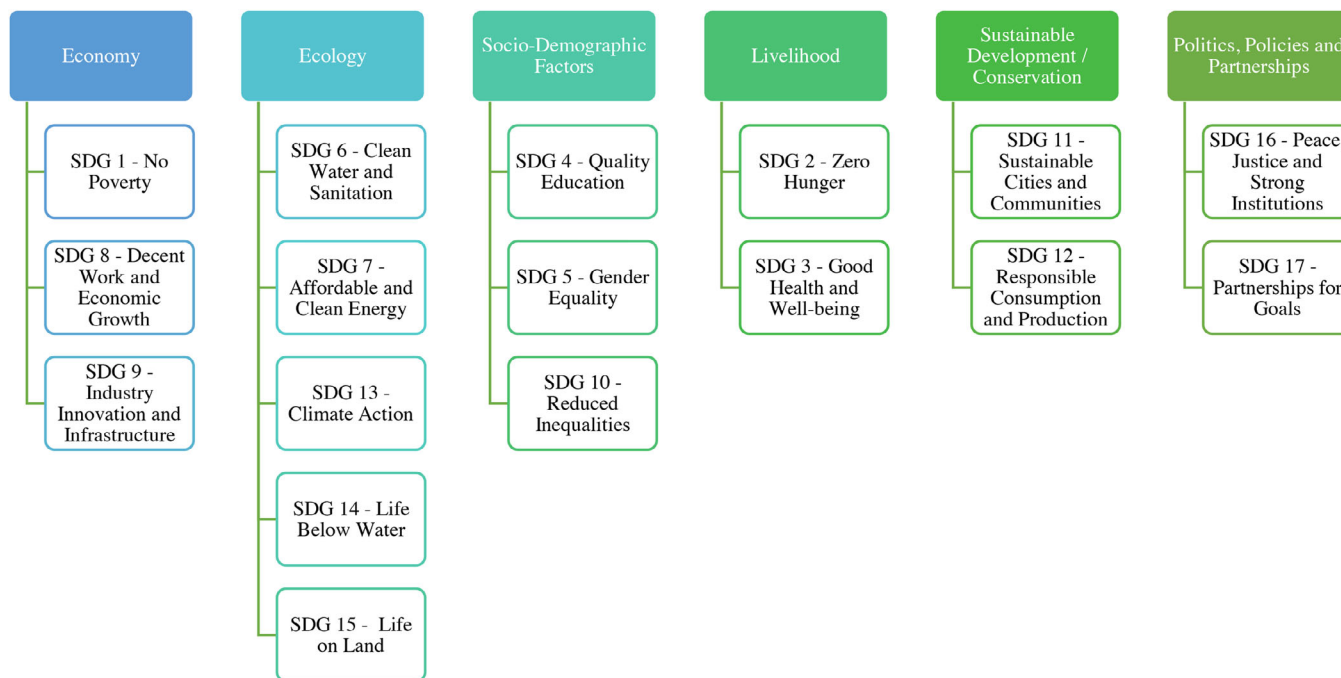 Economy
SDG 1 - No
Poverty
SDG 8 - Decent
Work and
Economic
Growth
SDG 9 -
Industry
Innovation and
Infrastructure
Ecology
SDG 6 - Clean
Water and
Sanitation
SDG 7 -
Affordable and
Clean Energy
SDG 13 -
Climate Action
SDG 14 - Life
Below Water
SDG 15 - Life
on Land
Socio-Demographic
Factors
SDG 4 - Quality
Education
SDG 5 - Gender
Equality
SDG 10 -
Reduced
Inequalities
Livelihood
SDG 2 - Zero
Hunger
SDG 3 - Good
Health and
Well-being
Sustainable
Development /
Conservation
SDG 11 -
Sustainable
Cities and
Communities
SDG 12 -
Responsible
Consumption
and Production
Politics, Policies and
Partnerships
SDG 16 - Peace
Justice and
Strong
Institutions
SDG 17 -
Partnerships for
Goals